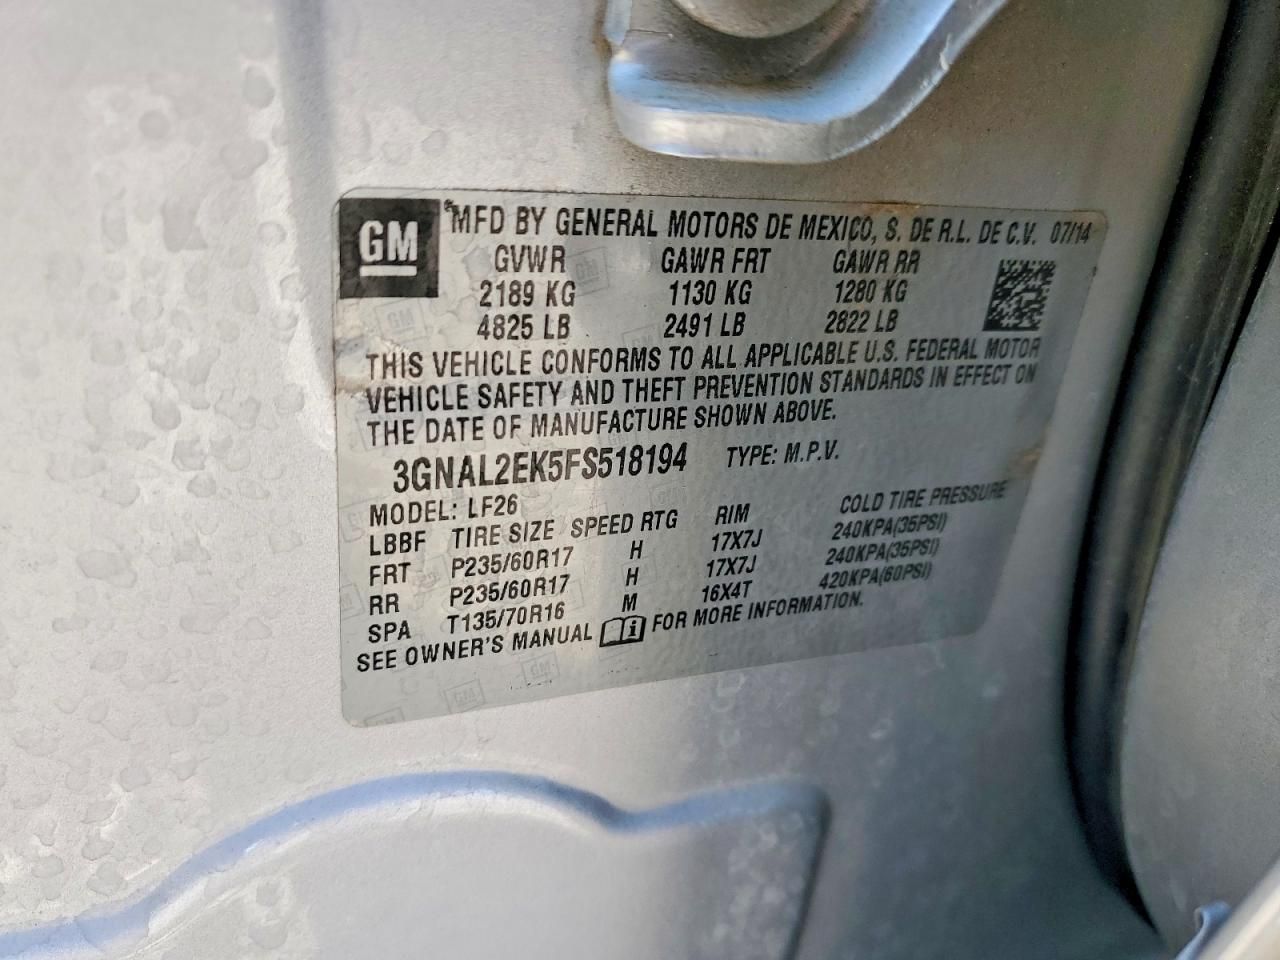 GM
MFD BY GENERAL MOTORS DE MEXICO, S. DE R.L. DE C.V. 07/14
GVWR GAWR FRT GAWR RR
2189 KG 1130 KG 1280 KG
4825 LB 2491 LB 2822 LB
THIS VEHICLE CONFORMS TO ALL APPLICABLE U.S. FEDERAL MOTOR
VEHICLE SAFETY AND THEFT PREVENTION STANDARDS IN EFFECT ON
THE DATE OF MANUFACTURE SHOWN ABOVE.
3GNAL2EK5FS518194 TYPE: M.P.V.
MODEL: LF26
LBBF TIRE SIZE SPEED RTG RIM COLD TIRE PRESSURE
FRT P235/60R17 H 17X7J 240KPA(35PSI)
RR P235/60R17 H 17X7J 240KPA(35PSI)
SPA T135/70R16 M 16X4T 420KPA(60PSI)
SEE OWNER'S MANUAL FOR MORE INFORMATION.